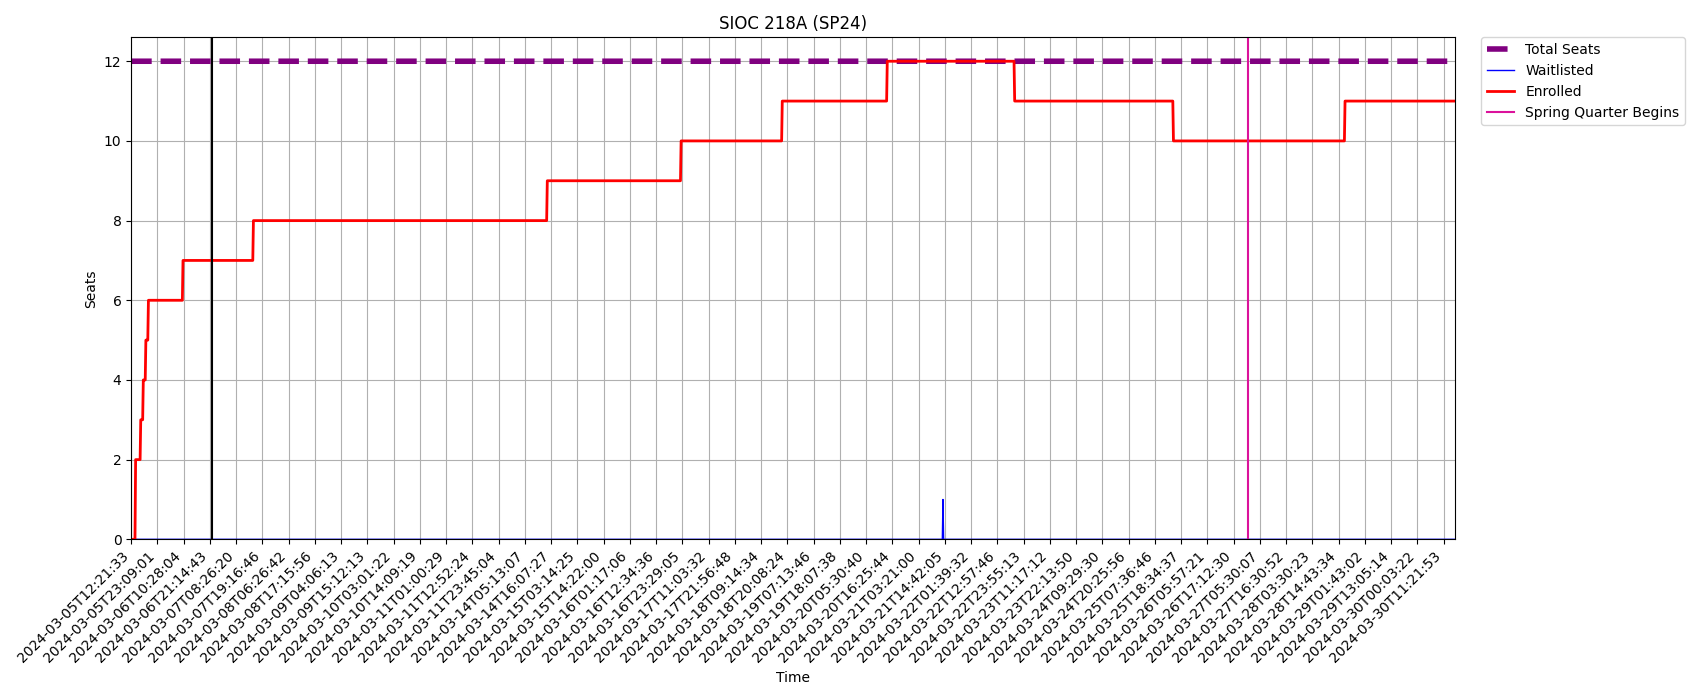 SIOC 218A (SP24)
Total Seats
Waitlisted
Enrolled
Spring Quarter Begins
Seats
12
10
8
6
4
2
0
2024-03-05T12:21:33
2024-03-05T23:09:01
2024-03-06T10:28:04
2024-03-06T21:14:43
2024-03-07T08:26:20
2024-03-07T19:16:46
2024-03-08T06:26:42
2024-03-08T17:15:56
2024-03-09T04:06:13
2024-03-09T15:12:13
2024-03-10T03:01:22
2024-03-10T14:09:19
2024-03-11T01:00:29
2024-03-11T12:52:24
2024-03-11T23:45:04
2024-03-14T05:13:07
2024-03-14T16:07:27
2024-03-15T03:14:25
2024-03-15T14:22:00
2024-03-16T01:17:06
2024-03-16T12:34:36
2024-03-16T23:29:05
2024-03-17T11:03:32
2024-03-17T21:56:48
2024-03-18T09:14:34
2024-03-18T20:08:24
2024-03-19T07:13:46
2024-03-19T18:07:38
2024-03-20T05:30:40
2024-03-20T16:25:44
2024-03-21T03:21:00
2024-03-21T14:42:05
2024-03-22T01:39:32
2024-03-22T12:57:46
2024-03-22T23:55:13
2024-03-23T11:17:12
2024-03-23T22:13:50
2024-03-24T09:29:30
2024-03-24T20:25:56
2024-03-25T07:36:46
2024-03-25T18:34:37
2024-03-26T05:57:21
2024-03-26T17:12:30
2024-03-27T05:30:07
2024-03-27T16:30:52
2024-03-28T03:30:23
2024-03-28T14:43:34
2024-03-29T01:43:02
2024-03-29T13:05:14
2024-03-30T00:03:22
2024-03-30T11:21:53
Time